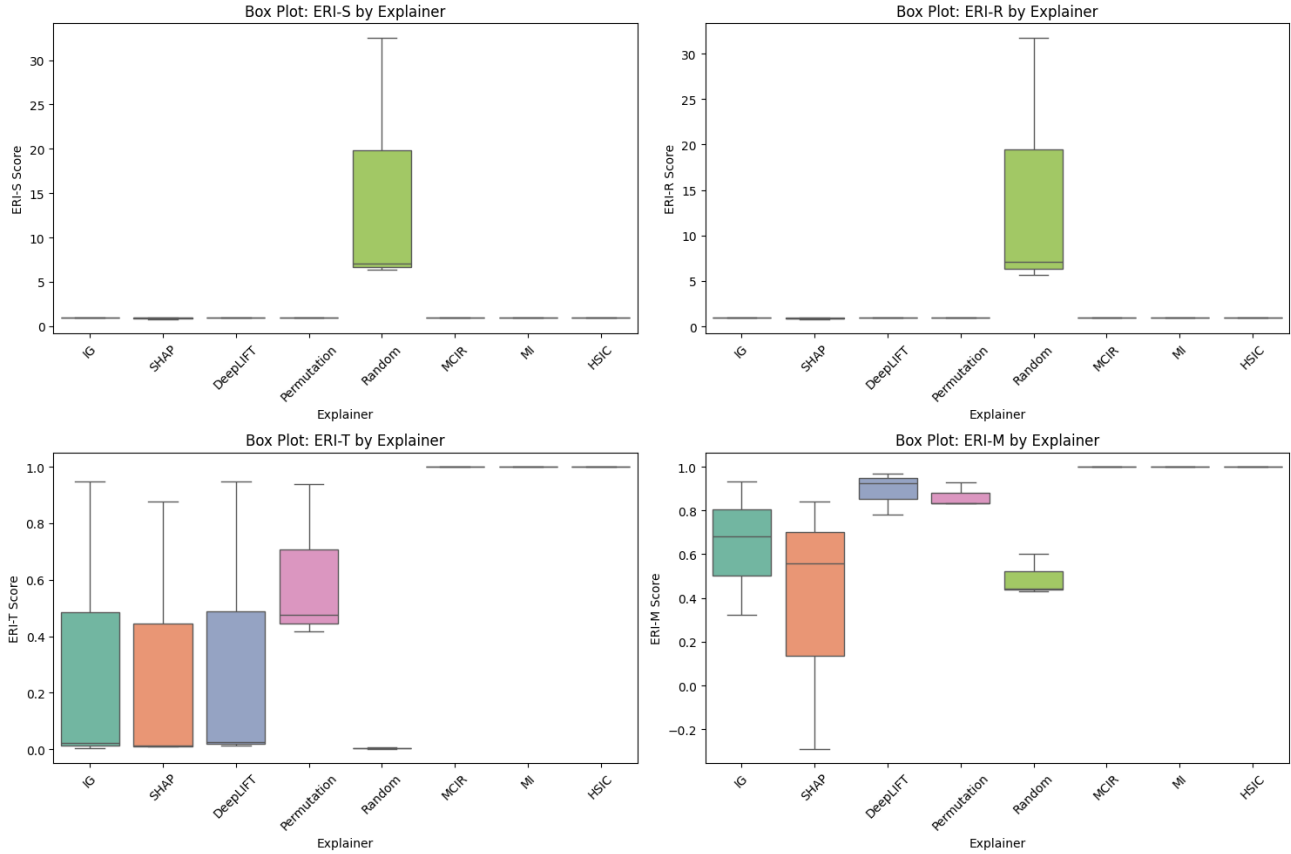 Box Plot: ERI-S by Explainer
ERI-S Score
30
25
20
15
10
5
0
IG
SHAP
DeepLIFT
Permutation
Random
MCIR
MI
HSIC
Explainer
Box Plot: ERI-R by Explainer
ERI-R Score
30
25
20
15
10
5
0
IG
SHAP
DeepLIFT
Permutation
Random
MCIR
MI
HSIC
Explainer
Box Plot: ERI-T by Explainer
ERI-T Score
1.0
0.8
0.6
0.4
0.2
0.0
IG
SHAP
DeepLIFT
Permutation
Random
MCIR
MI
HSIC
Explainer
Box Plot: ERI-M by Explainer
ERI-M Score
1.0
0.8
0.6
0.4
0.2
0.0
−0.2
IG
SHAP
DeepLIFT
Permutation
Random
MCIR
MI
HSIC
Explainer